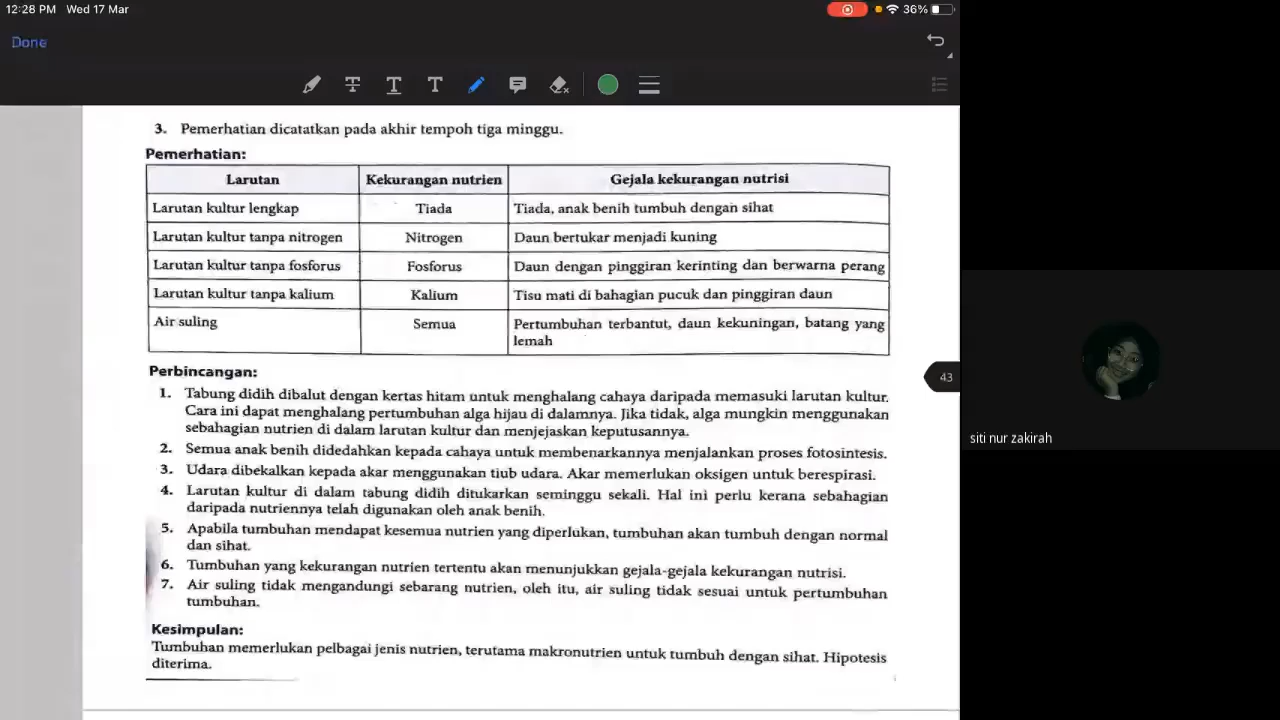 12:28 PM Wed 17 Mar
36%
Done
3. Pemerhatian dicatatkan pada akhir tempoh tiga minggu.
Pemerhatian:
Larutan Kekurangan nutrien Gejala kekurangan nutrisi
Larutan kultur lengkap Tiada Tiada, anak benih tumbuh dengan sihat
Larutan kultur tanpa nitrogen Nitrogen Daun bertukar menjadi kuning
Larutan kultur tanpa fosforus Fosforus Daun dengan pinggiran kerinting dan berwarna perang
Larutan kultur tanpa kalium Kalium Tisu mati di bahagian pucuk dan pinggiran daun
Air suling Semua Pertumbuhan terbantut, daun kekuningan, batang yang
lemah
Perbincangan:
1. Tabung didih dibalut dengan kertas hitam untuk menghalang cahaya daripada memasuki larutan kultur.
Cara ini dapat menghalang pertumbuhan alga hijau di dalamnya. Jika tidak, alga mungkin menggunakan
sebahagian nutrien di dalam larutan kultur dan menjejaskan keputusannya.
2. Semua anak benih didedahkan kepada cahaya untuk membenarkannya menjalankan proses fotosintesis.
3. Udara dibekalkan kepada akar menggunakan tiub udara. Akar memerlukan oksigen untuk berespirasi.
4. Larutan kultur di dalam tabung didih ditukarkan seminggu sekali. Hal ini perlu kerana sebahagian
daripada nutriennya telah digunakan oleh anak benih.
5. Apabila tumbuhan mendapat kesemua nutrien yang diperlukan, tumbuhan akan tumbuh dengan normal
dan sihat.
6. Tumbuhan yang kekurangan nutrien tertentu akan menunjukkan gejala-gejala kekurangan nutrisi.
7. Air suling tidak mengandungi sebarang nutrien, oleh itu, air suling tidak sesuai untuk pertumbuhan
tumbuhan.
Kesimpulan:
Tumbuhan memerlukan pelbagai jenis nutrien, terutama makronutrien untuk tumbuh dengan sihat. Hipotesis
diterima.
43
siti nur zakirah